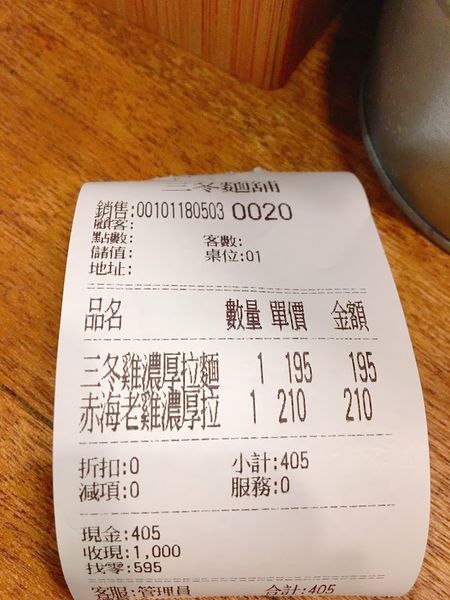 三冬麵舖
銷售:00101180503 0020
顧客:
點數: 客數:
儲值: 桌位:01
地址:
品名 數量 單價 金額
三冬雞濃厚拉麵 1 195 195
赤海老雞濃厚拉 1 210 210
折扣:0 小計:405
減項:0 服務:0
現金:405
收現:1,000
找零:595
客服:管理員 合計:405